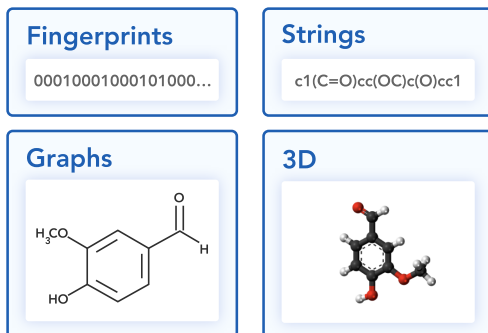 Fingerprints
00010001000101000...
Strings
c1(C=O)cc(OC)c(O)cc1
Graphs
O
H3CO
H
HO
3D